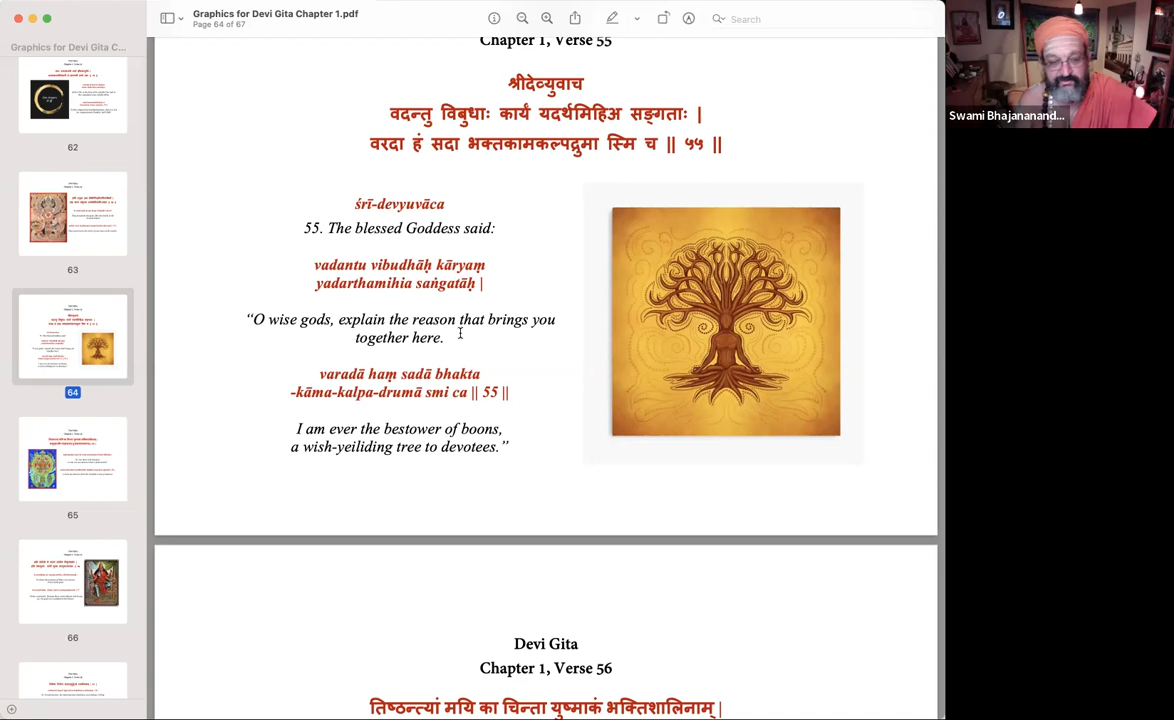 Graphics for Devi Gita Chapter 1.pdf
Page 64 of 67
Search
Graphics for Devi Gita C...
62
63
64
65
66
Chapter 1, Verse 55
श्रीदेव्युवाच
वदन्तु विबुधाः कार्यं यदर्थमिहिअ सङ्गताः |
वरदा हं सदा भक्तकामकल्पद्रुमा स्मि च || ५५ ||
śrī-devyuvāca
55. The blessed Goddess said:
vadantu vibudhāḥ kāryaṃ
yadarthamihia saṅgatāḥ |
“O wise gods, explain the reason that brings you
together here.
varadā haṃ sadā bhakta
-kāma-kalpa-drumā smi ca || 55 ||
I am ever the bestower of boons,
a wish-yeiliding tree to devotees.”
Devi Gita
Chapter 1, Verse 56
तिष्ठन्त्यां मयि का चिन्ता युष्माकं भक्तिशालिनाम् |
Swami Bhajananand...